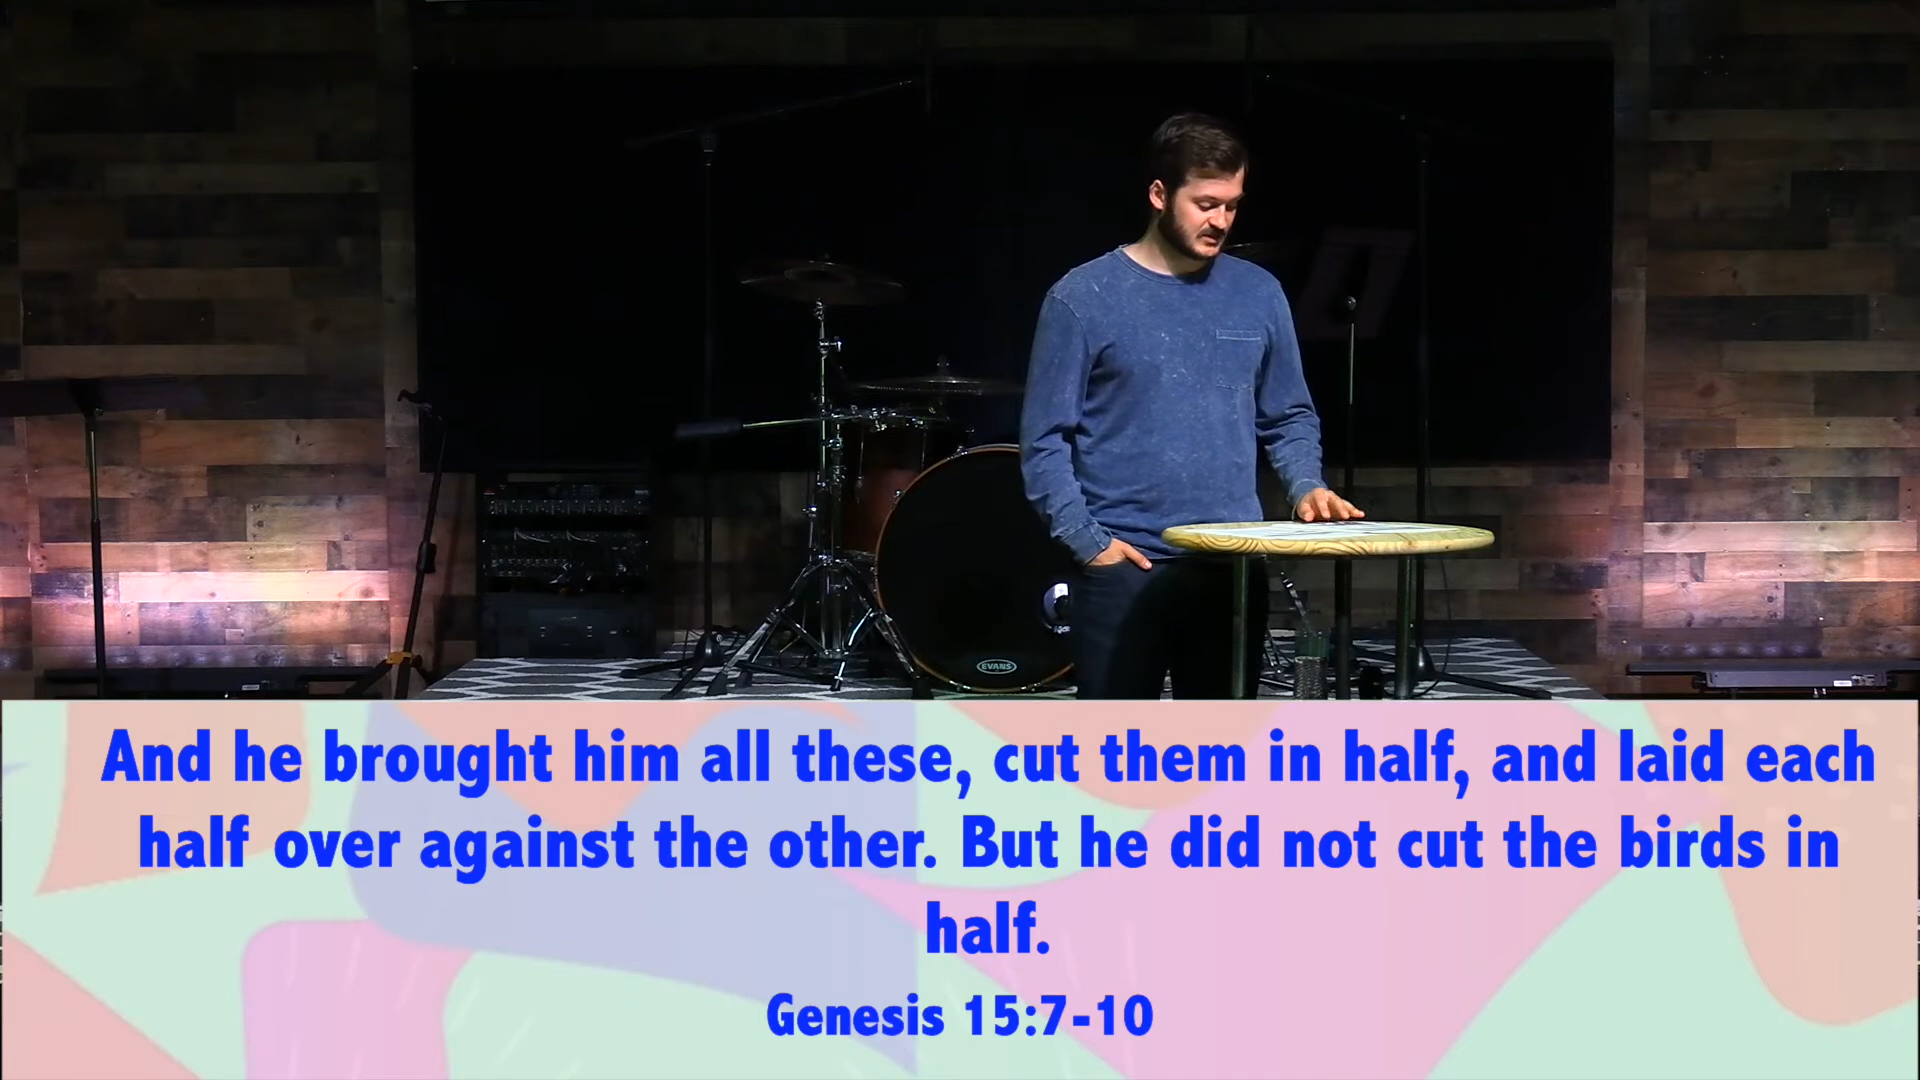 EVANS
And he brought him all these, cut them in half, and laid each
half over against the other. But he did not cut the birds in
half.
Genesis 15:7-10